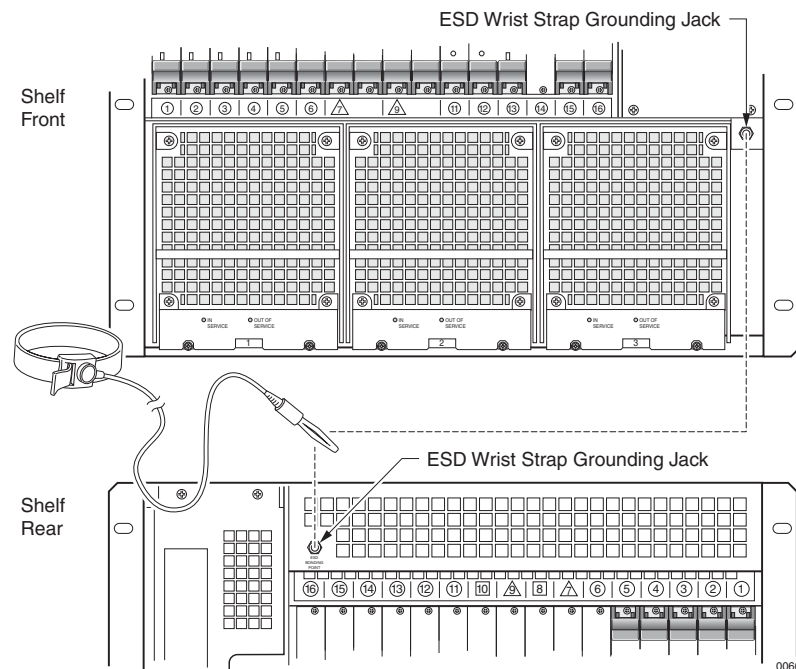 ESD Wrist Strap Grounding Jack
Shelf
Front
1 2 3 4 5 6 7 9 11 12 13 14 15 16
IN SERVICE OUT OF SERVICE
IN SERVICE OUT OF SERVICE
IN SERVICE OUT OF SERVICE
1 2 3
ESD Wrist Strap Grounding Jack
Shelf
Rear
ESD
BONDING
POINT
16 15 14 13 12 11 10 9 8 7 6 5 4 3 2 1